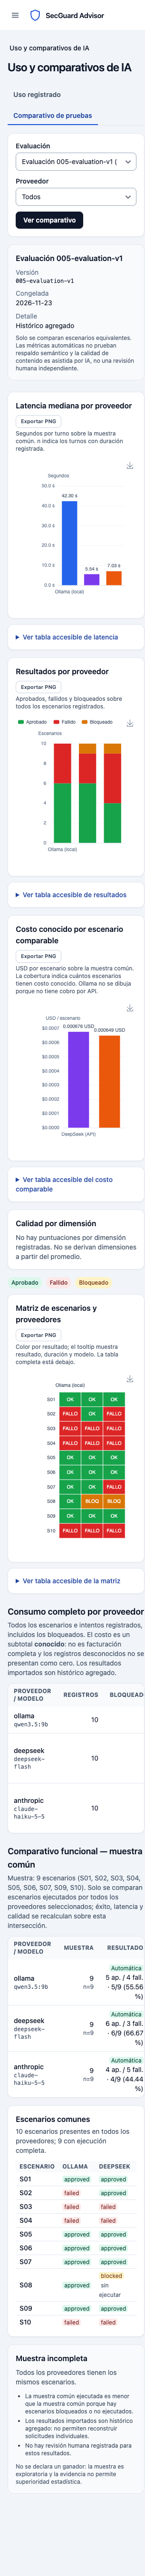 SecGuard Advisor
Uso y comparativos de IA
Uso y comparativos de IA
Uso registrado
Comparativo de pruebas
Evaluación
Evaluación 005-evaluation-v1 (
Proveedor
Todos
Ver comparativo
Evaluación 005-evaluation-v1
Versión
005-evaluation-v1
Congelada
2026-11-23
Detalle
Histórico agregado
Solo se comparan escenarios equivalentes.
Las métricas automáticas no prueban
respaldo semántico y la calidad de
contenido es asistida por IA, no una revisión
humana independiente.
Latencia mediana por proveedor
Exportar PNG
Segundos por turno sobre la muestra
común. n indica los turnos con duración
registrada.
Segundos
50.0 s
42.30 s
40.0 s
30.0 s
20.0 s
10.0 s
5.54 s
7.03 s
0.0 s
Ollama (local)
Ver tabla accesible de latencia
Resultados por proveedor
Exportar PNG
Aprobados, fallidos y bloqueados sobre
todos los escenarios registrados.
Aprobado Fallido Bloqueado
Escenarios
10
8
6
4
2
0
Ollama (local)
Ver tabla accesible de resultados
Costo conocido por escenario
comparable
Exportar PNG
USD por escenario sobre la muestra común.
La cobertura indica cuántos escenarios
tienen costo conocido. Ollama no se dibuja
porque no tiene cobro por API.
USD / escenario
$0.0007 0.000676 USD
0.000649 USD
$0.0006
$0.0005
$0.0004
$0.0003
$0.0002
$0.0001
$0.0000
DeepSeek (API)
Ver tabla accesible del costo
comparable
Calidad por dimensión
No hay puntuaciones por dimensión
registradas. No se derivan dimensiones
a partir del promedio.
Aprobado Fallido Bloqueado
Matriz de escenarios y
proveedores
Exportar PNG
Color por resultado; el tooltip muestra
resultado, duración y modelo. La tabla
completa está debajo.
Ollama (local)
S01 OK OK OK
S02 FALLO OK FALLO
S03 FALLO FALLO FALLO
S04 FALLO FALLO FALLO
S05 OK OK OK
S06 OK OK OK
S07 OK OK FALLO
S08 OK BLOQ BLOQ
S09 OK OK OK
S10 FALLO FALLO FALLO
Ver tabla accesible de la matriz
Consumo completo por proveedor
Todos los escenarios e intentos registrados,
incluidos los bloqueados. El costo es un
subtotal conocido: no es facturación
completa y los registros desconocidos no se
presentan como cero. Los resultados
importados son histórico agregado.
PROVEEDOR
/ MODELO REGISTROS BLOQUEAD
ollama
qwen3.5:9b
10
deepseek
deepseek-
flash
10
anthropic
claude-
haiku-5-5
10
Comparativo funcional — muestra
común
Muestra: 9 escenarios (S01, S02, S03, S04,
S05, S06, S07, S09, S10). Solo se comparan
escenarios ejecutados por todos los
proveedores seleccionados; éxito, latencia y
calidad se recalculan sobre esta
intersección.
PROVEEDOR
/ MODELO MUESTRA RESULTADO
ollama
qwen3.5:9b
9
n=9
Automática
5 ap. / 4 fall.
· 5/9 (55.56
%)
deepseek
deepseek-
flash
9
n=9
Automática
6 ap. / 3 fall.
· 6/9 (66.67
%)
anthropic
claude-
haiku-5-5
9
n=9
Automática
4 ap. / 5 fall.
· 4/9 (44.44
%)
Escenarios comunes
10 escenarios presentes en todos los
proveedores; 9 con ejecución
completa.
ESCENARIO OLLAMA DEEPSEEK
S01 approved approved
S02 failed approved
S03 failed failed
S04 failed failed
S05 approved approved
S06 approved approved
S07 approved approved
S08 approved blocked
sin
ejecutar
S09 approved approved
S10 failed failed
Muestra incompleta
Todos los proveedores tienen los
mismos escenarios.
• La muestra común ejecutada es menor
que la muestra común porque hay
escenarios bloqueados o no ejecutados.
• Los resultados importados son histórico
agregado: no permiten reconstruir
solicitudes individuales.
• No hay revisión humana registrada para
estos resultados.
No se declara un ganador: la muestra es
exploratoria y la evidencia no permite
superioridad estadística.